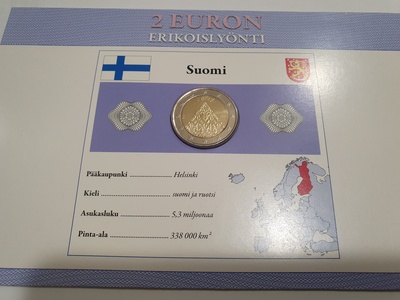 2 EURON
ERIKOISLYÖNTI
Suomi
Pääkaupunki .................. Helsinki
Kieli .............................. suomi ja ruotsi
Asukasluku .................... 5,3 miljoonaa
Pinta-ala ........................ 338 000 km²